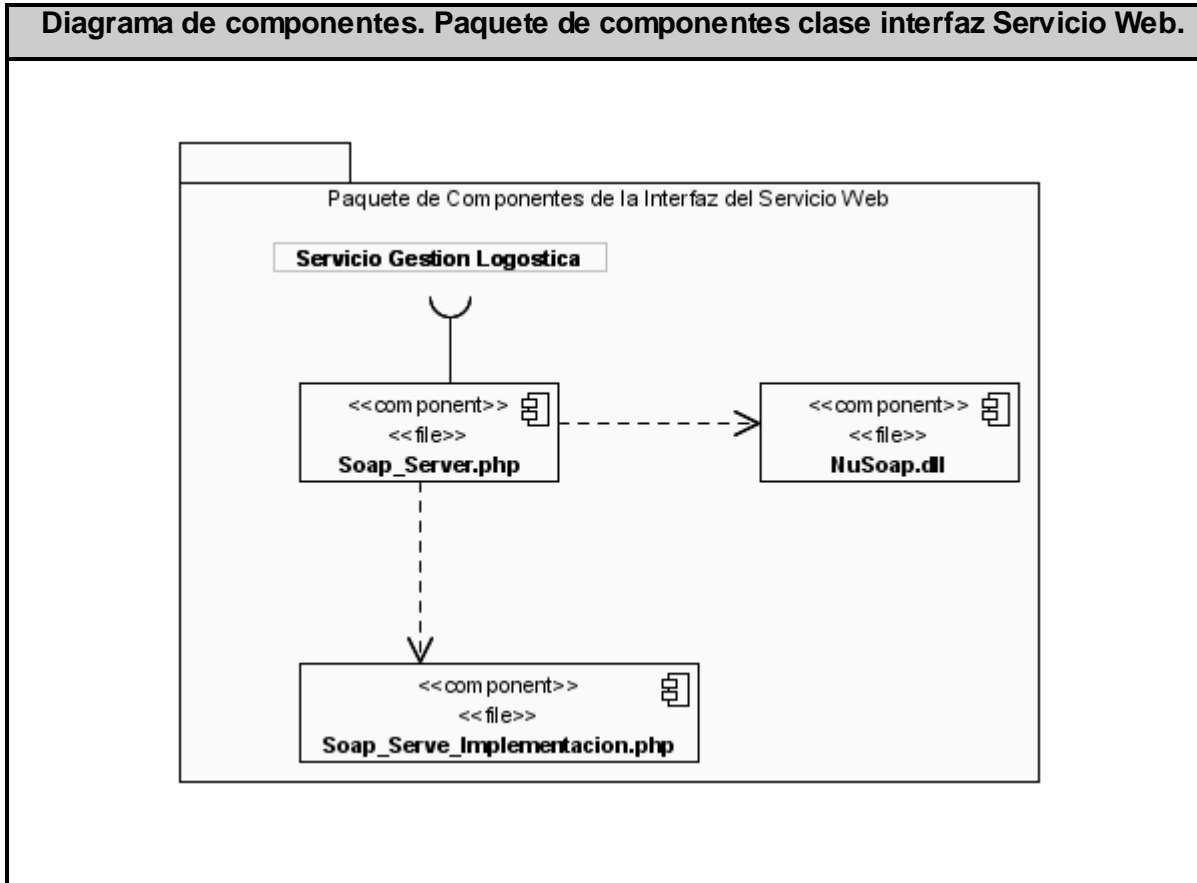 Diagrama de componentes. Paquete de componentes clase interfaz Servicio Web.
Paquete de Componentes de la Interfaz del Servicio Web
Servicio Gestion Logostica
<<component>>
<<file>>
Soap_Server.php
<<component>>
<<file>>
NuSoap.dll
<<component>>
<<file>>
Soap_Serve_Implementacion.php